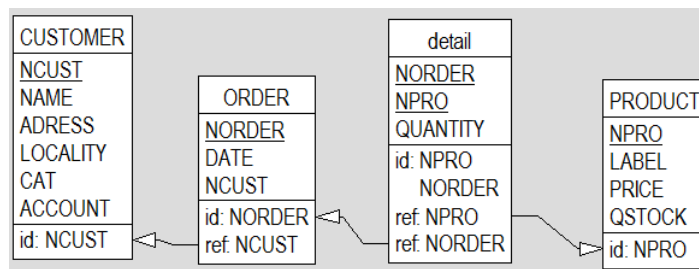 CUSTOMER
NCUST
NAME
ADRESS
LOCALITY
CAT
ACCOUNT
id: NCUST
ORDER
NORDER
DATE
NCUST
id: NORDER
ref: NCUST
detail
NORDER
NPRO
QUANTITY
id: NPRO
NORDER
ref: NPRO
ref: NORDER
PRODUCT
NPRO
LABEL
PRICE
QSTOCK
id: NPRO